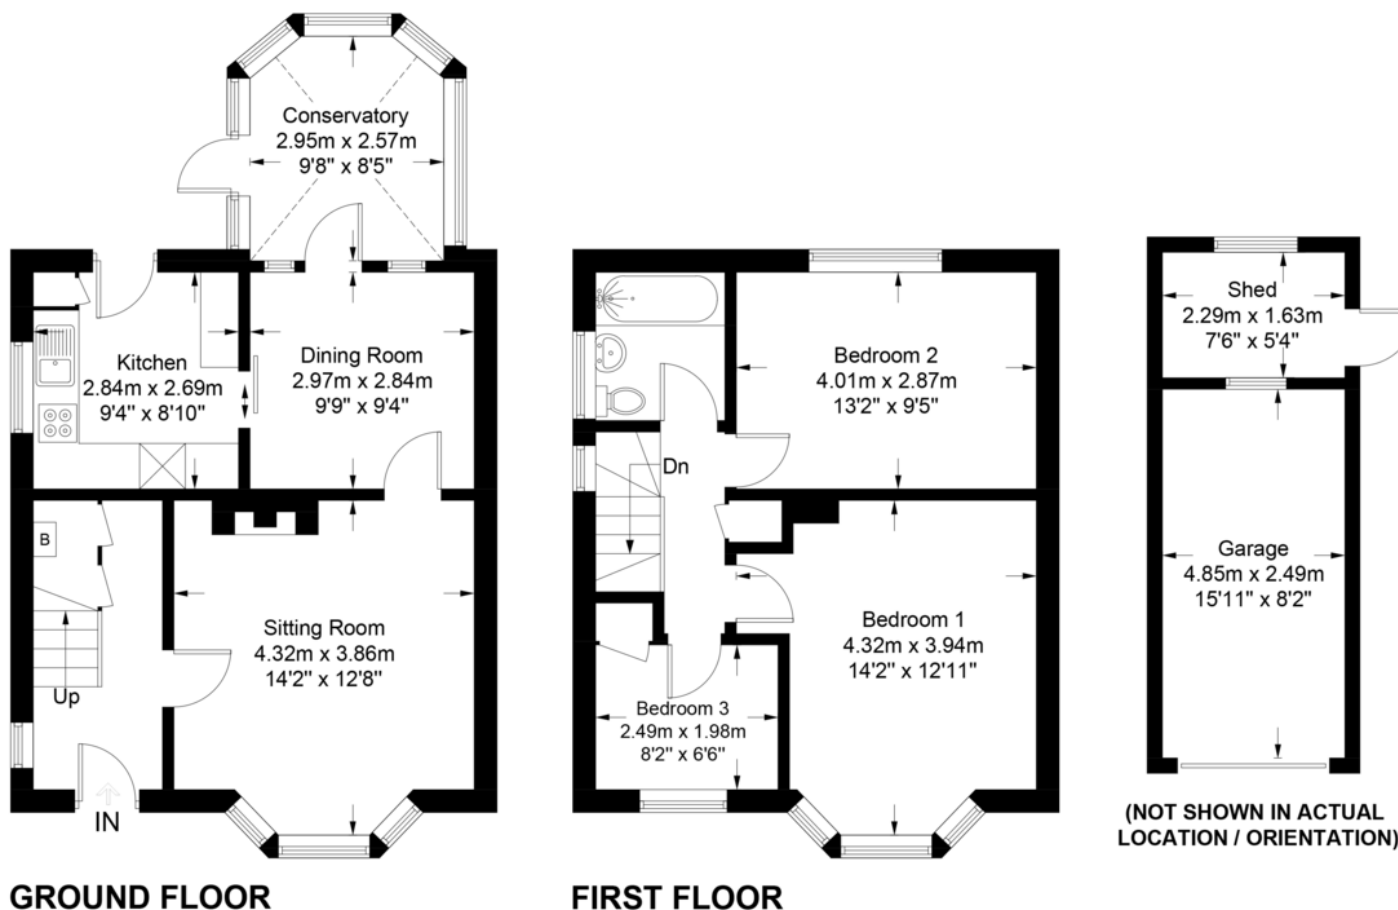 Conservatory
2.95m x 2.57m
9'8" x 8'5"
Kitchen
2.84m x 2.69m
9'4" x 8'10"
Dining Room
2.97m x 2.84m
9'9" x 9'4"
B
Sitting Room
4.32m x 3.86m
14'2" x 12'8"
Up
IN
GROUND FLOOR
Bedroom 2
4.01m x 2.87m
13'2" x 9'5"
Dn
Bedroom 1
4.32m x 3.94m
14'2" x 12'11"
Bedroom 3
2.49m x 1.98m
8'2" x 6'6"
FIRST FLOOR
Shed
2.29m x 1.63m
7'6" x 5'4"
Garage
4.85m x 2.49m
15'11" x 8'2"
(NOT SHOWN IN ACTUAL
LOCATION / ORIENTATION)